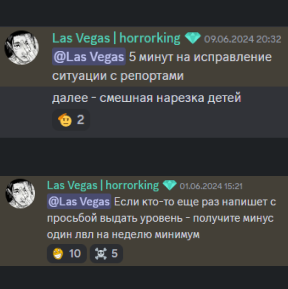 Las Vegas | horrorking 09.06.2024 20:32
@Las Vegas 5 минут на исправление
ситуации с репортами
далее - смешная нарезка детей
2
Las Vegas | horrorking 01.06.2024 15:21
@Las Vegas Если кто-то еще раз напишет с
просьбой выдать уровень - получите минус
один лвл на неделю минимум
10 5